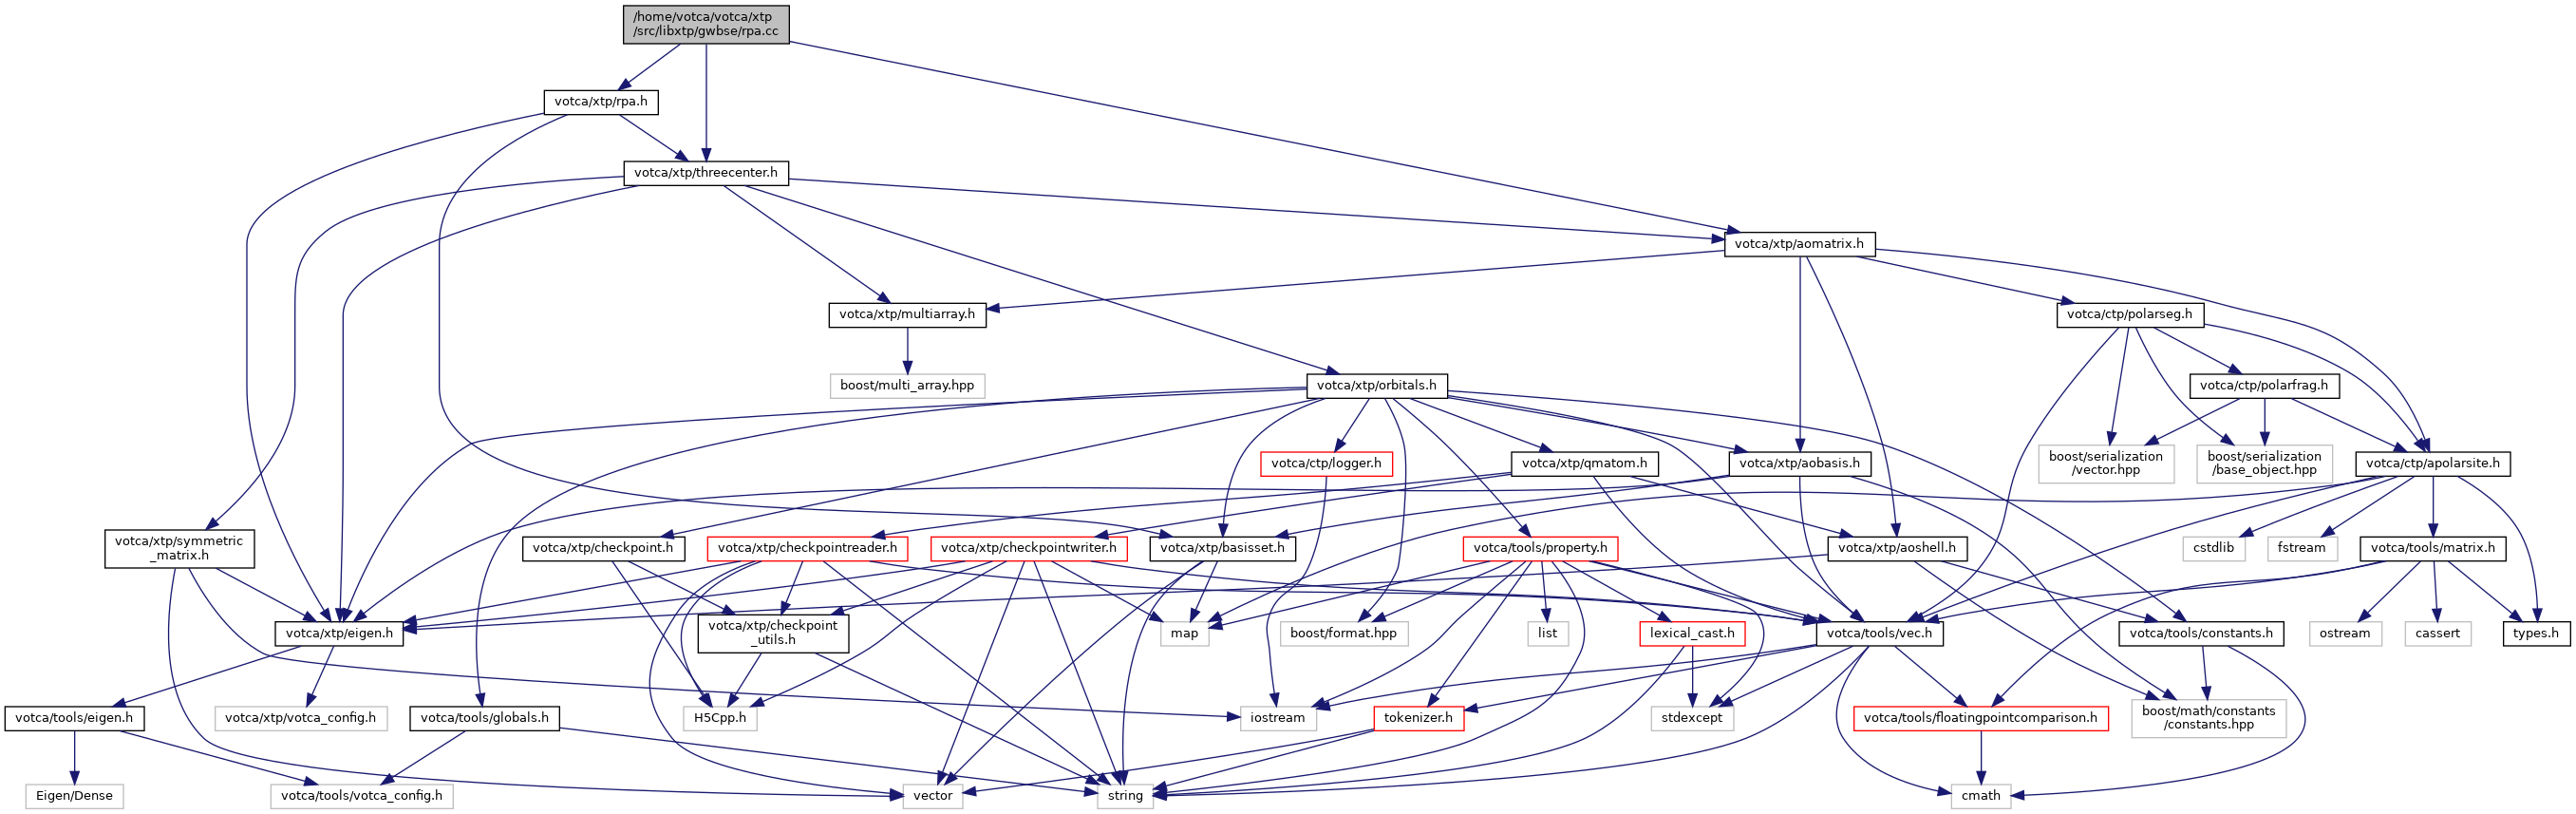 /home/votca/votca/xtp
/src/libxtp/gwbse/rpa.cc
votca/xtp/rpa.h
votca/xtp/threecenter.h
votca/xtp/aomatrix.h
votca/xtp/multiarray.h
votca/ctp/polarseg.h
boost/multi_array.hpp
votca/xtp/orbitals.h
votca/ctp/polarfrag.h
votca/ctp/logger.h
votca/xtp/qmatom.h
votca/xtp/aobasis.h
boost/serialization
/vector.hpp
boost/serialization
/base_object.hpp
votca/ctp/apolarsite.h
votca/xtp/symmetric
_matrix.h
votca/xtp/checkpoint.h
votca/xtp/checkpointreader.h
votca/xtp/checkpointwriter.h
votca/xtp/basisset.h
votca/tools/property.h
votca/xtp/aoshell.h
cstdlib
fstream
votca/tools/matrix.h
votca/xtp/eigen.h
votca/xtp/checkpoint
_utils.h
map
boost/format.hpp
list
lexical_cast.h
votca/tools/vec.h
votca/tools/constants.h
ostream
cassert
types.h
votca/tools/eigen.h
votca/xtp/votca_config.h
votca/tools/globals.h
H5Cpp.h
iostream
tokenizer.h
stdexcept
votca/tools/floatingpointcomparison.h
boost/math/constants
/constants.hpp
Eigen/Dense
votca/tools/votca_config.h
vector
string
cmath